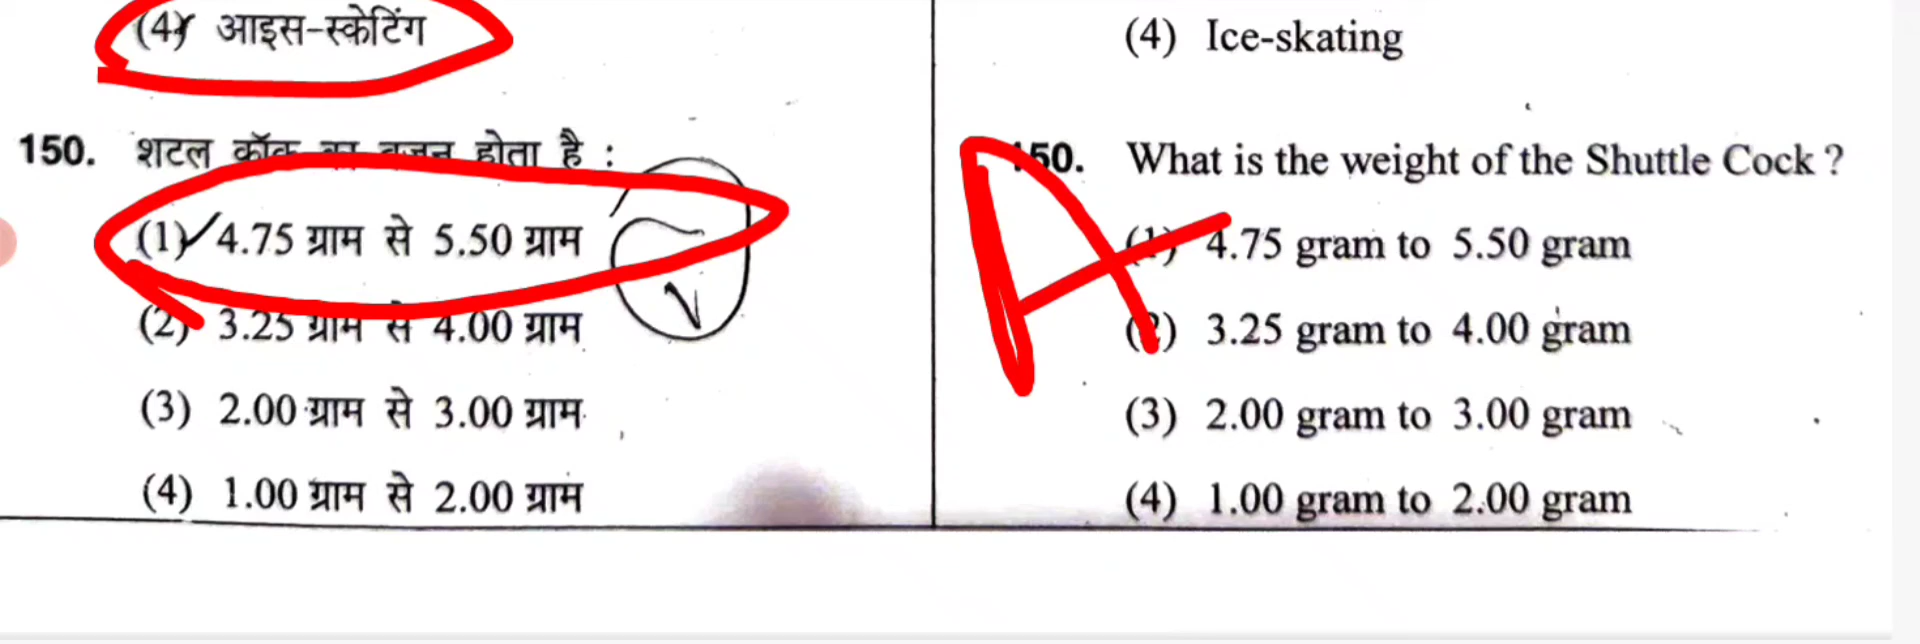 (4) आइस-स्केटिंग
150. शटल कॉक का वजन होता है :
(1) 4.75 ग्राम से 5.50 ग्राम
(2) 3.25 ग्राम से 4.00 ग्राम
(3) 2.00 ग्राम से 3.00 ग्राम
(4) 1.00 ग्राम से 2.00 ग्राम
(4) Ice-skating
150. What is the weight of the Shuttle Cock ?
(1) 4.75 gram to 5.50 gram
(2) 3.25 gram to 4.00 gram
(3) 2.00 gram to 3.00 gram
(4) 1.00 gram to 2.00 gram
A